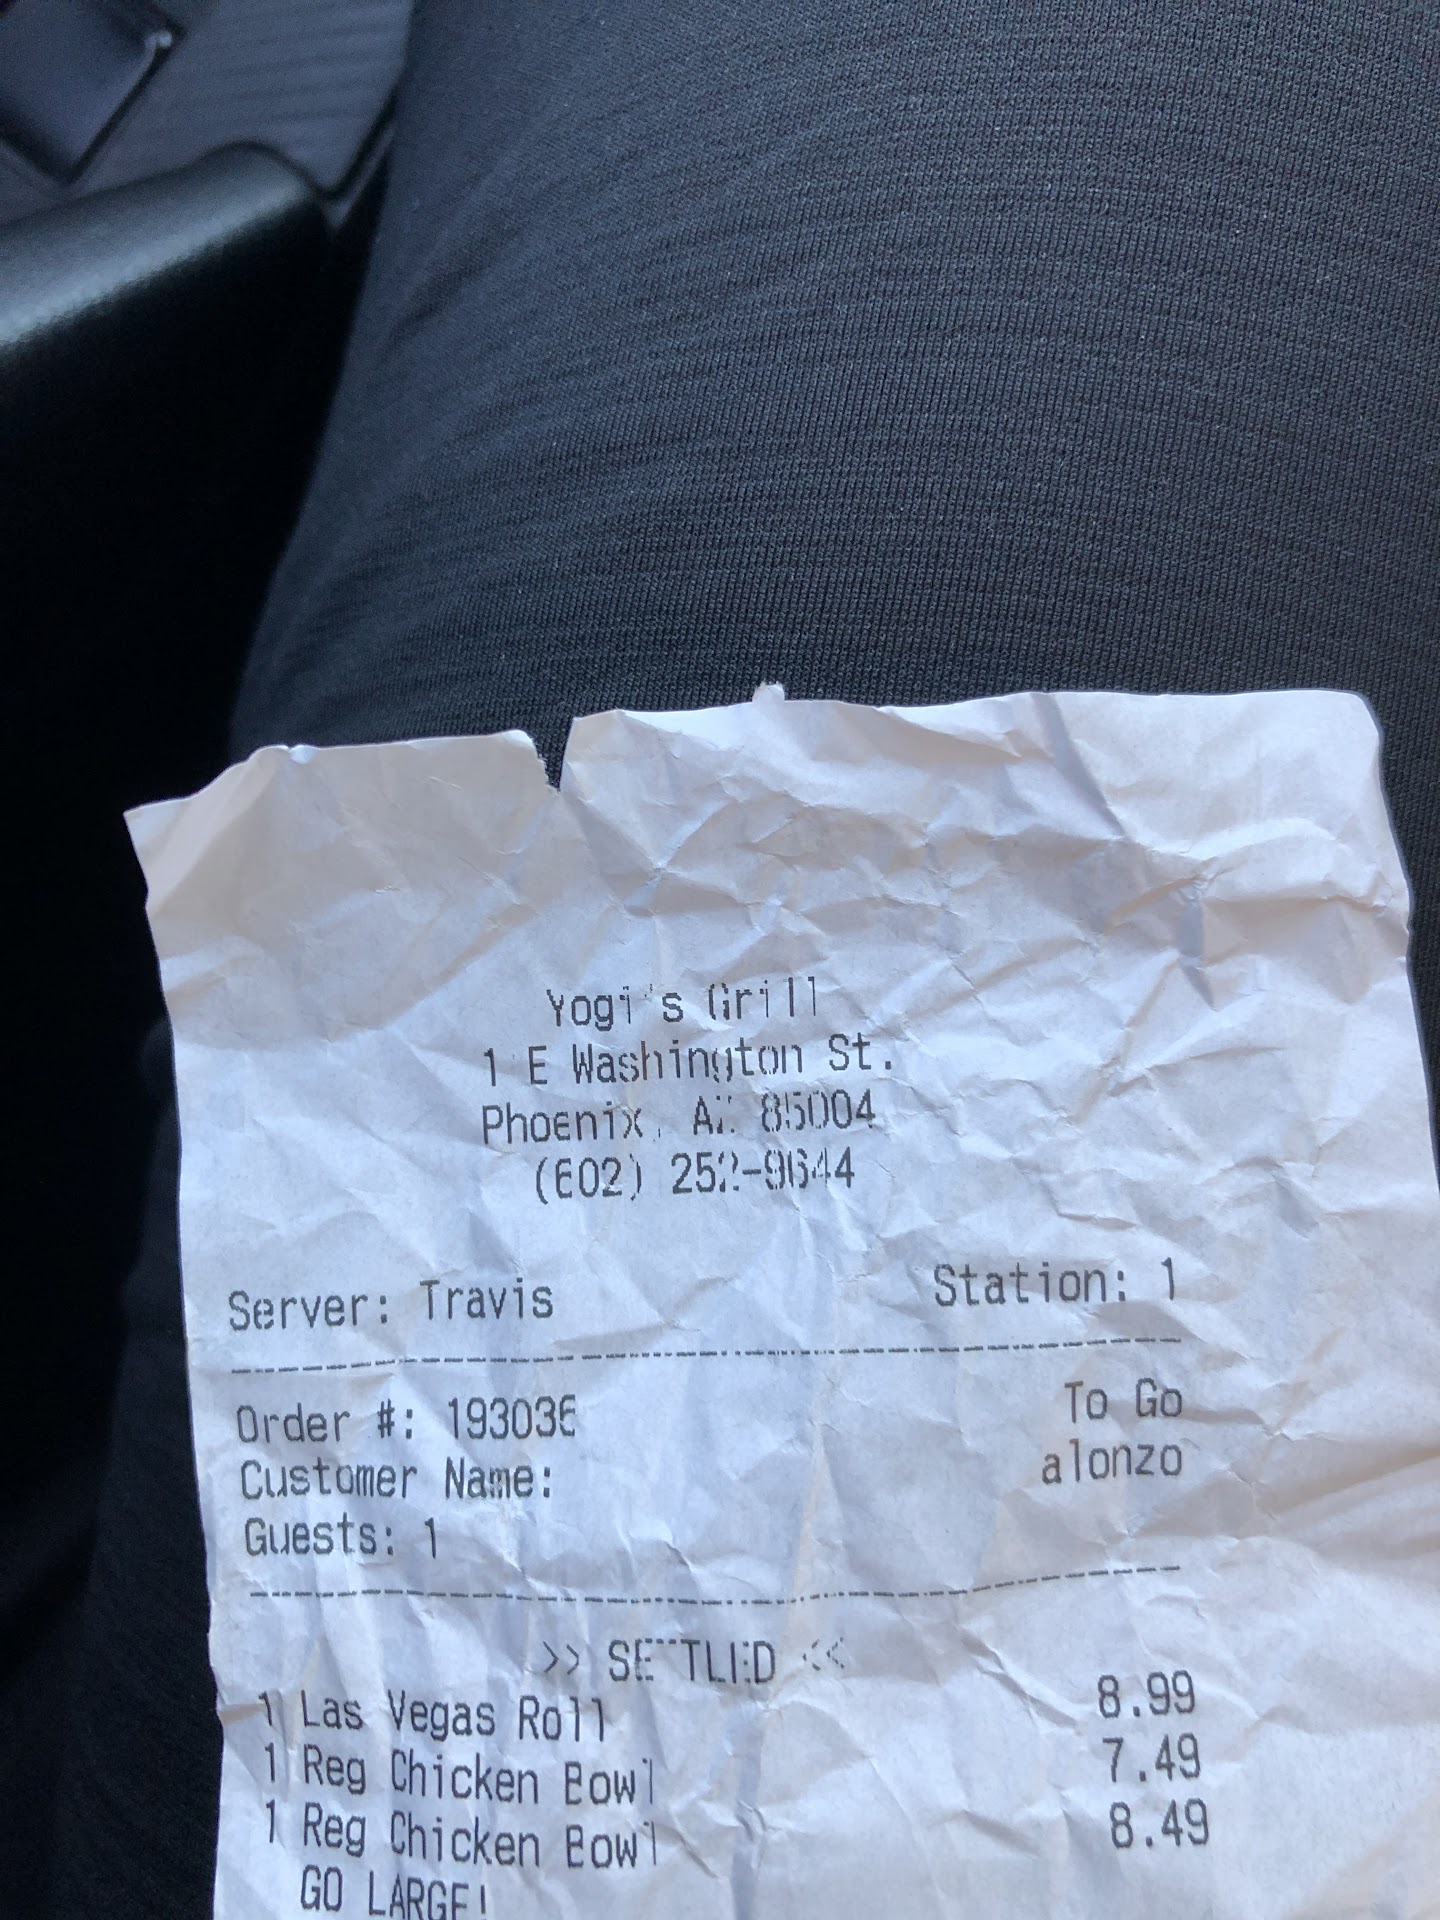 Yogi's Grill
1 E Washington St.
Phoenix, AZ 85004
(602) 252-9644
Server: Travis Station: 1
Order #: 193036 To Go
Customer Name: alonzo
Guests: 1
>> SETTLED <<
1 Las Vegas Roll 8.99
1 Reg Chicken Bowl 7.49
1 Reg Chicken Bowl 8.49
GO LARGE!